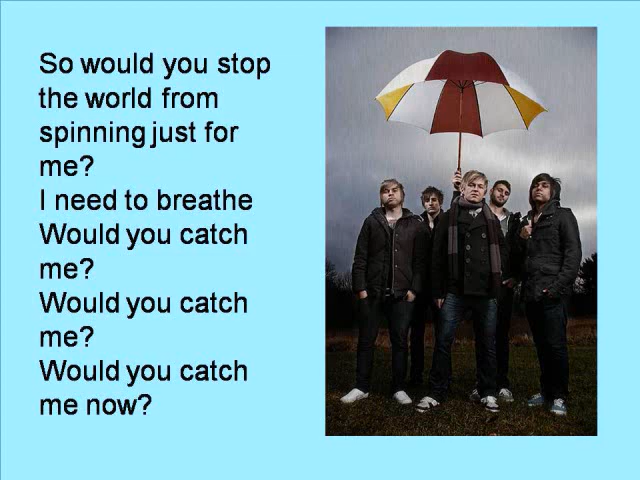 So would you stop
the world from
spinning just for
me?
I need to breathe
Would you catch
me?
Would you catch
me?
Would you catch
me now?